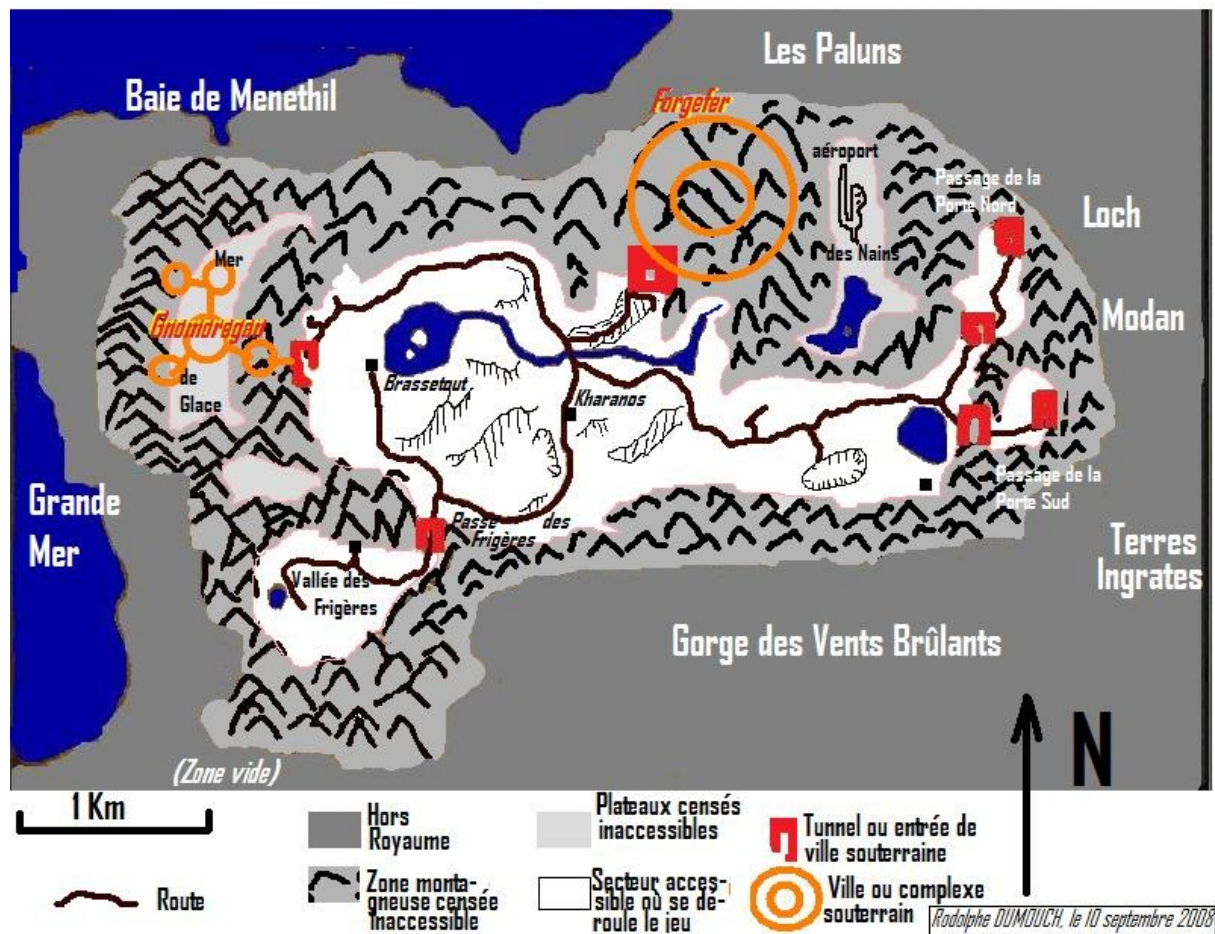 Les Paluns
Baie de Menethil
Forgefer
aéroport
Passage de la
Porte Nord
Loch
des Nains
Mer
Modan
Gnomoregan
de
Glace
Brassetout
Kharanos
Grande
Mer
Passage de la
Porte Sud
Passe des
Frigères
Terres
Ingrates
Vallée des
Frigères
Gorge des Vents Brûlants
N
(Zone vide)
1 Km
Hors
Royaume
Plateaux censés
inaccessibles
Tunnel ou entrée de
ville souterraine
Route
Zone monta-
gneuse censée
inaccessible
Secteur acces-
sible où se dé-
roule le jeu
Ville ou complexe
souterrain
Rodolphe DUMOUCH, le 10 septembre 2008